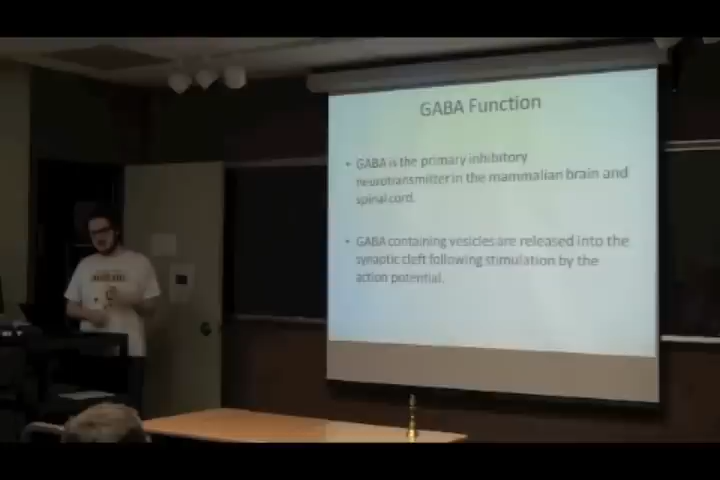 GABA Function
• GABA is the primary inhibitory
neurotransmitter in the mammalian brain and
spinal cord.
• GABA containing vesicles are released into the
synaptic cleft following stimulation by the
action potential.